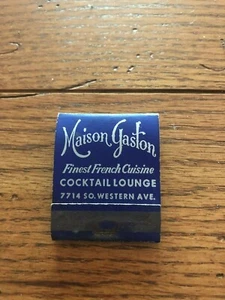 Maison Gaston
Finest French Cuisine
COCKTAIL LOUNGE
7714 SO. WESTERN AVE.